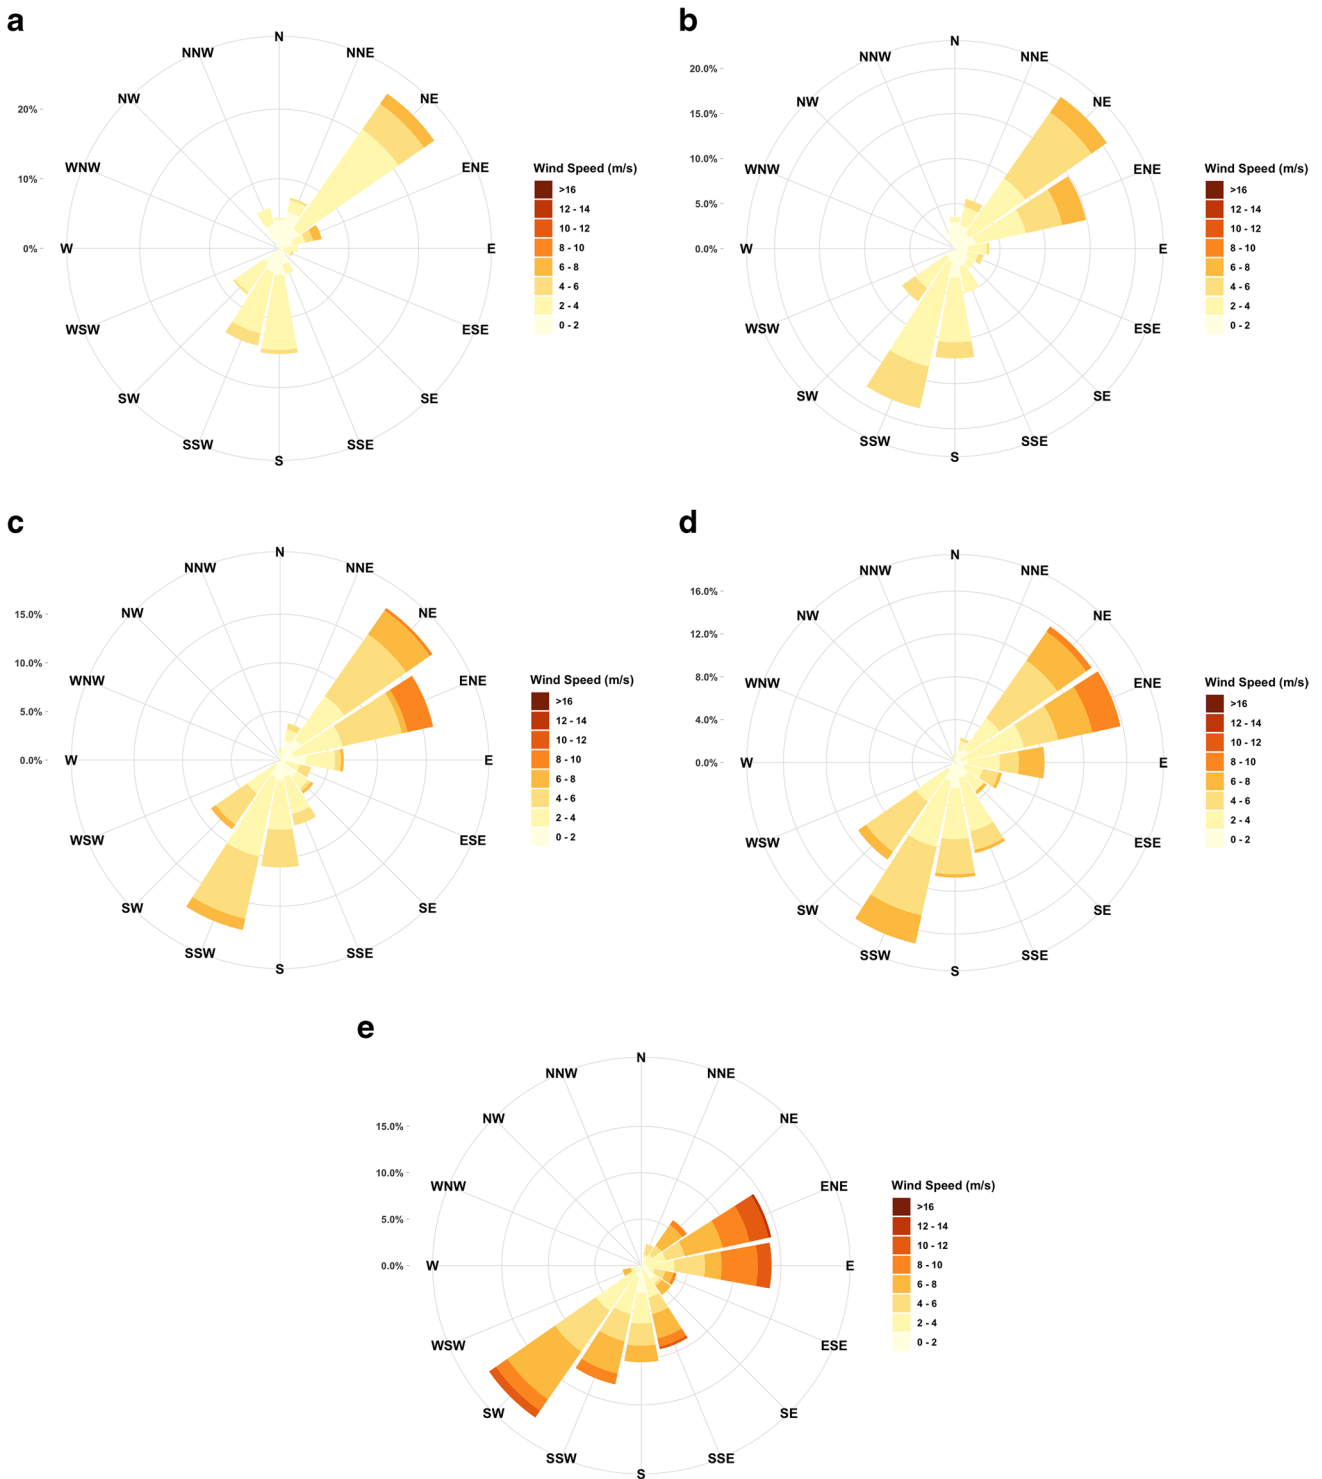 a
N
NNW
NNE
NW
NE
20%
WNW
ENE
Wind Speed (m/s)
10%
>16
12 - 14
10 - 12
0%
W
E
8 - 10
6 - 8
4 - 6
2 - 4
0 - 2
WSW
ESE
SW
SE
SSW
SSE
S
b
N
NNW
NNE
20.0%
NW
NE
15.0%
WNW
ENE
Wind Speed (m/s)
10.0%
>16
5.0%
12 - 14
10 - 12
0.0%
W
E
8 - 10
6 - 8
4 - 6
2 - 4
0 - 2
WSW
ESE
SW
SE
SSW
SSE
S
c
N
NNW
NNE
15.0%
NW
NE
10.0%
WNW
ENE
Wind Speed (m/s)
>16
5.0%
12 - 14
10 - 12
0.0%
W
E
8 - 10
6 - 8
4 - 6
2 - 4
0 - 2
WSW
ESE
SW
SE
SSW
SSE
S
d
N
NNW
NNE
16.0%
NW
NE
12.0%
8.0%
WNW
ENE
Wind Speed (m/s)
>16
4.0%
12 - 14
10 - 12
0.0%
W
E
8 - 10
6 - 8
4 - 6
2 - 4
0 - 2
WSW
ESE
SW
SE
SSW
SSE
S
e
N
NNW
NNE
NW
NE
15.0%
10.0%
WNW
ENE
Wind Speed (m/s)
>16
5.0%
12 - 14
10 - 12
0.0%
W
E
8 - 10
6 - 8
4 - 6
2 - 4
0 - 2
WSW
ESE
SW
SE
SSW
SSE
S